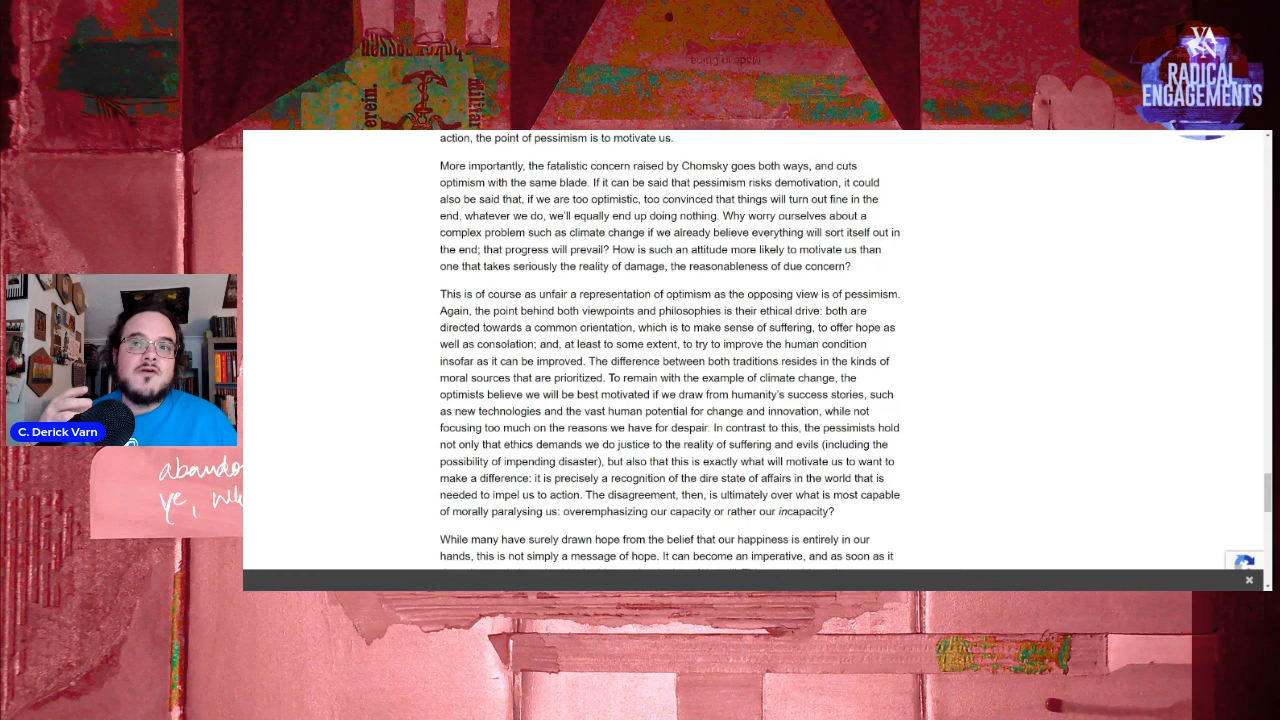 erein.
Made in China
VARN
RADICAL
ENGAGEMENTS
action, the point of pessimism is to motivate us.
More importantly, the fatalistic concern raised by Chomsky goes both ways, and cuts
optimism with the same blade. If it can be said that pessimism risks demotivation, it could
also be said that, if we are too optimistic, too convinced that things will turn out fine in the
end, whatever we do, we'll equally end up doing nothing. Why worry ourselves about a
complex problem such as climate change if we already believe everything will sort itself out in
the end; that progress will prevail? How is such an attitude more likely to motivate us than
one that takes seriously the reality of damage, the reasonableness of due concern?
This is of course as unfair a representation of optimism as the opposing view is of pessimism.
Again, the point behind both viewpoints and philosophies is their ethical drive: both are
directed towards a common orientation, which is to make sense of suffering, to offer hope as
well as consolation; and, at least to some extent, to try to improve the human condition
insofar as it can be improved. The difference between both traditions resides in the kinds of
moral sources that are prioritized. To remain with the example of climate change, the
optimists believe we will be best motivated if we draw from humanity's success stories, such
as new technologies and the vast human potential for change and innovation, while not
focusing too much on the reasons we have for despair. In contrast to this, the pessimists hold
not only that ethics demands we do justice to the reality of suffering and evils (including the
possibility of impending disaster), but also that this is exactly what will motivate us to want to
make a difference: it is precisely a recognition of the dire state of affairs in the world that is
needed to impel us to action. The disagreement, then, is ultimately over what is most capable
of morally paralysing us: overemphasizing our capacity or rather our incapacity?
While many have surely drawn hope from the belief that our happiness is entirely in our
hands, this is not simply a message of hope. It can become an imperative, and as soon as it
C. Derick Varn
abando
ye,